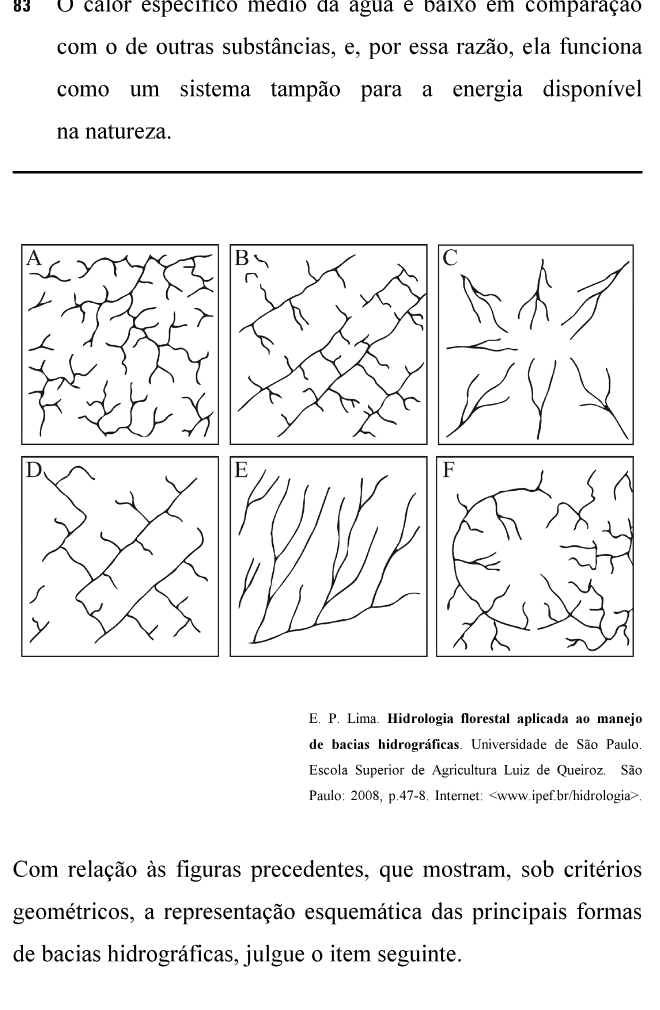 83 O calor específico médio da água é baixo em comparação
com o de outras substâncias, e, por essa razão, ela funciona
como um sistema tampão para a energia disponível
na natureza.
A
B
C
D
E
F
E. P. Lima. Hidrologia florestal aplicada ao manejo
de bacias hidrográficas. Universidade de São Paulo.
Escola Superior de Agricultura Luiz de Queiroz. São
Paulo: 2008, p.47-8. Internet: <www.ipef.br/hidrologia>.
Com relação às figuras precedentes, que mostram, sob critérios
geométricos, a representação esquemática das principais formas
de bacias hidrográficas, julgue o item seguinte.